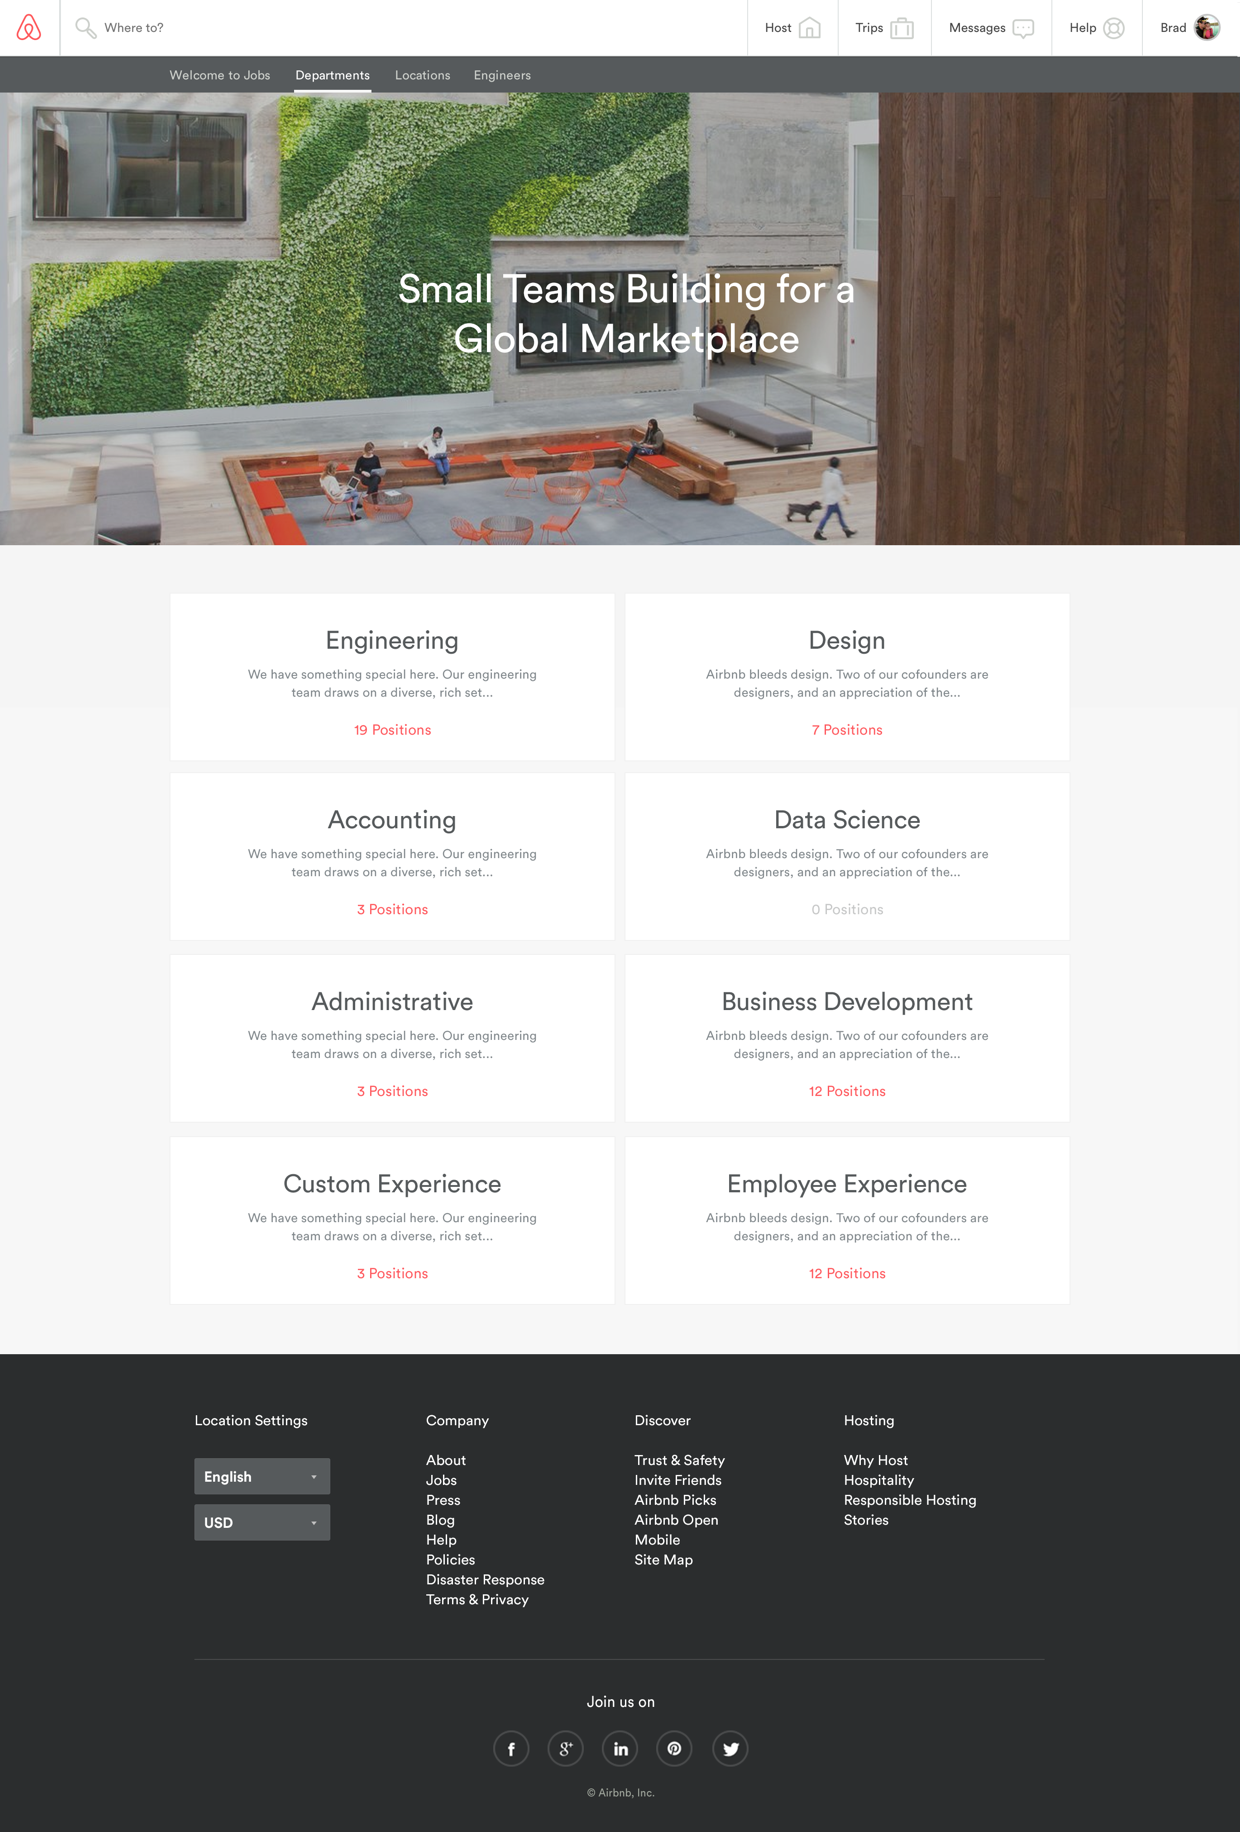 Where to?
Host
Trips
Messages
Help
Brad
Welcome to Jobs
Departments
Locations
Engineers
Small Teams Building for a
Global Marketplace
Engineering
We have something special here. Our engineering
team draws on a diverse, rich set...
19 Positions
Design
Airbnb bleeds design. Two of our cofounders are
designers, and an appreciation of the...
7 Positions
Accounting
We have something special here. Our engineering
team draws on a diverse, rich set...
3 Positions
Data Science
Airbnb bleeds design. Two of our cofounders are
designers, and an appreciation of the...
0 Positions
Administrative
We have something special here. Our engineering
team draws on a diverse, rich set...
3 Positions
Business Development
Airbnb bleeds design. Two of our cofounders are
designers, and an appreciation of the...
12 Positions
Custom Experience
We have something special here. Our engineering
team draws on a diverse, rich set...
3 Positions
Employee Experience
Airbnb bleeds design. Two of our cofounders are
designers, and an appreciation of the...
12 Positions
Location Settings
English
USD
Company
About
Jobs
Press
Blog
Help
Policies
Disaster Response
Terms & Privacy
Discover
Trust & Safety
Invite Friends
Airbnb Picks
Airbnb Open
Mobile
Site Map
Hosting
Why Host
Hospitality
Responsible Hosting
Stories
Join us on
© Airbnb, Inc.